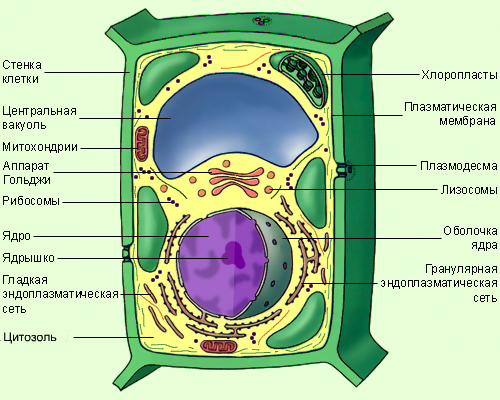 Стенка
клетки
Центральная
вакуоль
Митохондрии
Аппарат
Гольджи
Рибосомы
Ядро
Ядрышко
Гладкая
эндоплазматическая
сеть
Цитозоль
Хлоропласты
Плазматическая
мембрана
Плазмодесма
Лизосомы
Оболочка
ядра
Гранулярная
эндоплазматическая
сеть